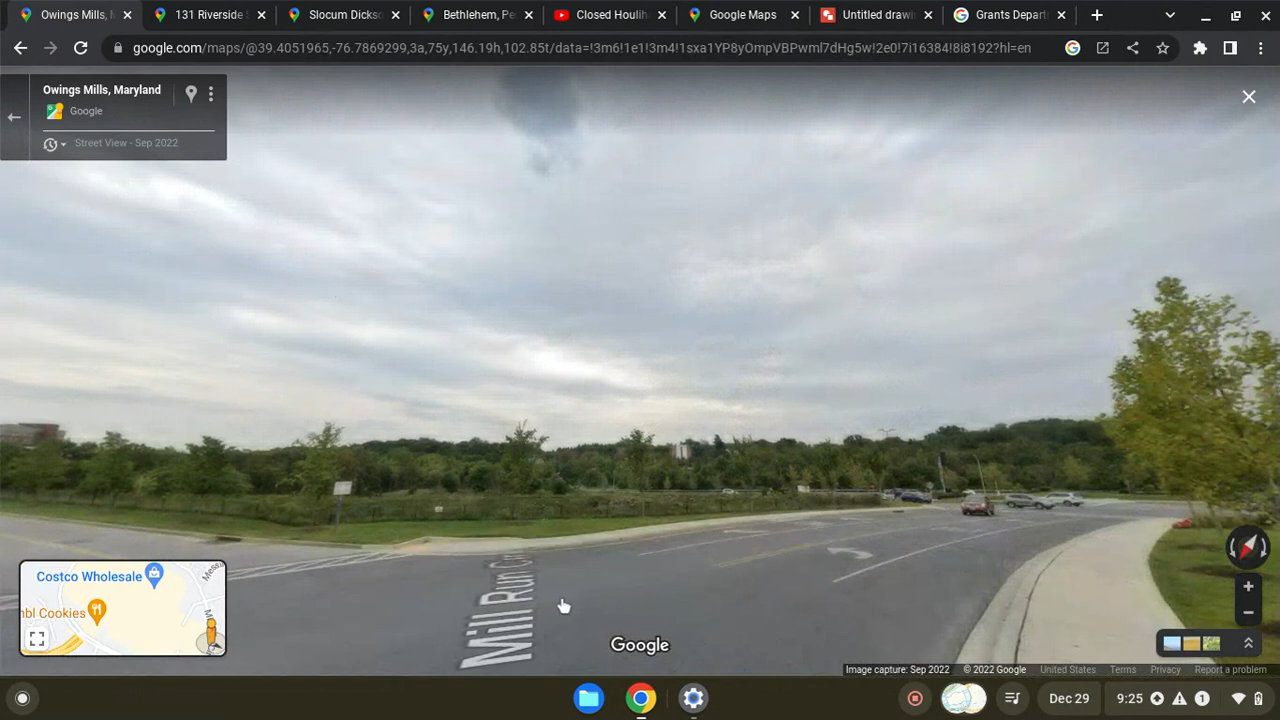 Owings Mills, M
131 Riverside
Slocum Dickso
Bethlehem, Pe
Closed Houliha
Google Maps
Untitled drawi
Grants Depart
google.com/maps/@39.4051965,-76.7869299,3a,75y,146.19h,102.85t/data=!3m6!1e1!3m4!1sxa1YP8yOmpVBPwml7dHg5w!2e0!7i16384!8i8192?hl=en
Owings Mills, Maryland
Google
Street View - Sep 2022
Mill Run Cir
Costco Wholesale
mbl Cookies
Google
Image capture: Sep 2022 © 2022 Google United States Terms Privacy Report a problem
Dec 29
9:25
1